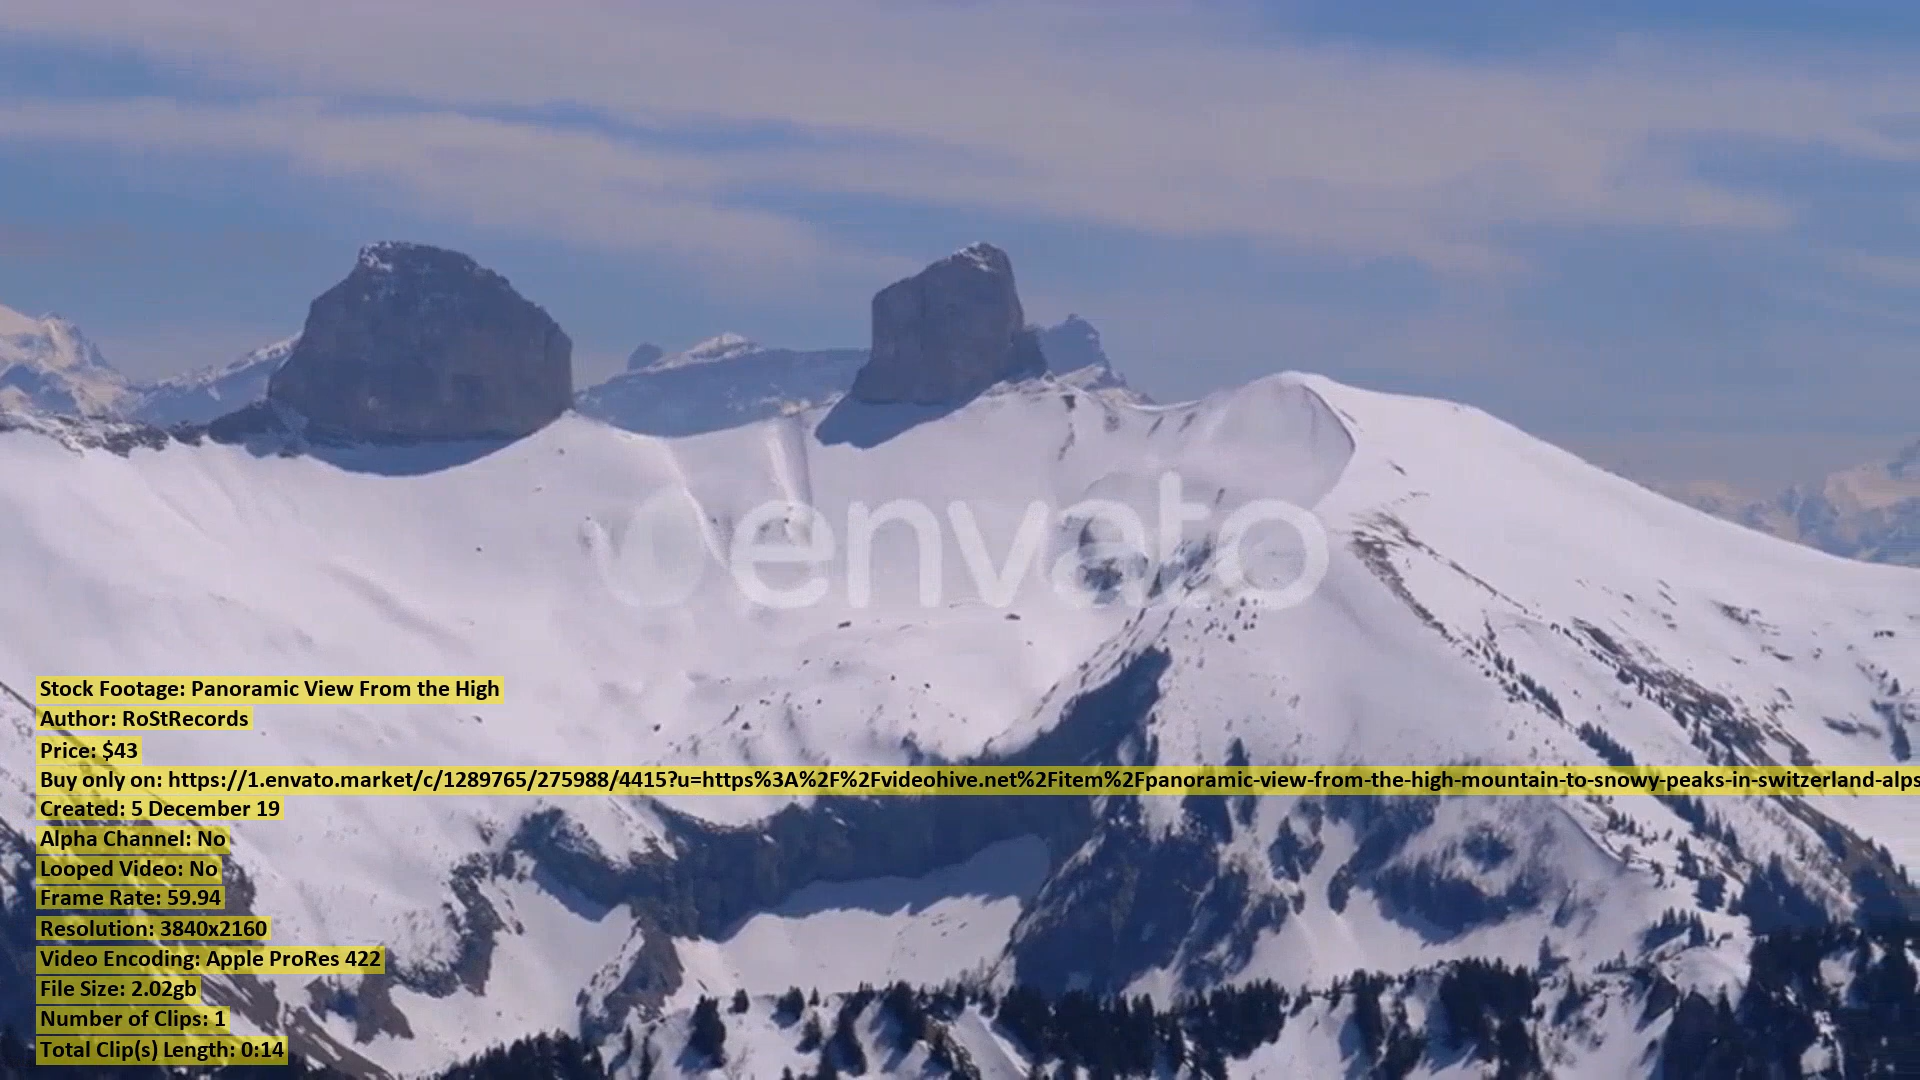 envato
Stock Footage: Panoramic View From the High
Author: RoStRecords
Price: $43
Buy only on: https://1.envato.market/c/1289765/275988/4415?u=https%3A%2F%2Fvideohive.net%2Fitem%2Fpanoramic-view-from-the-high-mountain-to-snowy-peaks-in-switzerland-alps
Created: 5 December 19
Alpha Channel: No
Looped Video: No
Frame Rate: 59.94
Resolution: 3840x2160
Video Encoding: Apple ProRes 422
File Size: 2.02gb
Number of Clips: 1
Total Clip(s) Length: 0:14